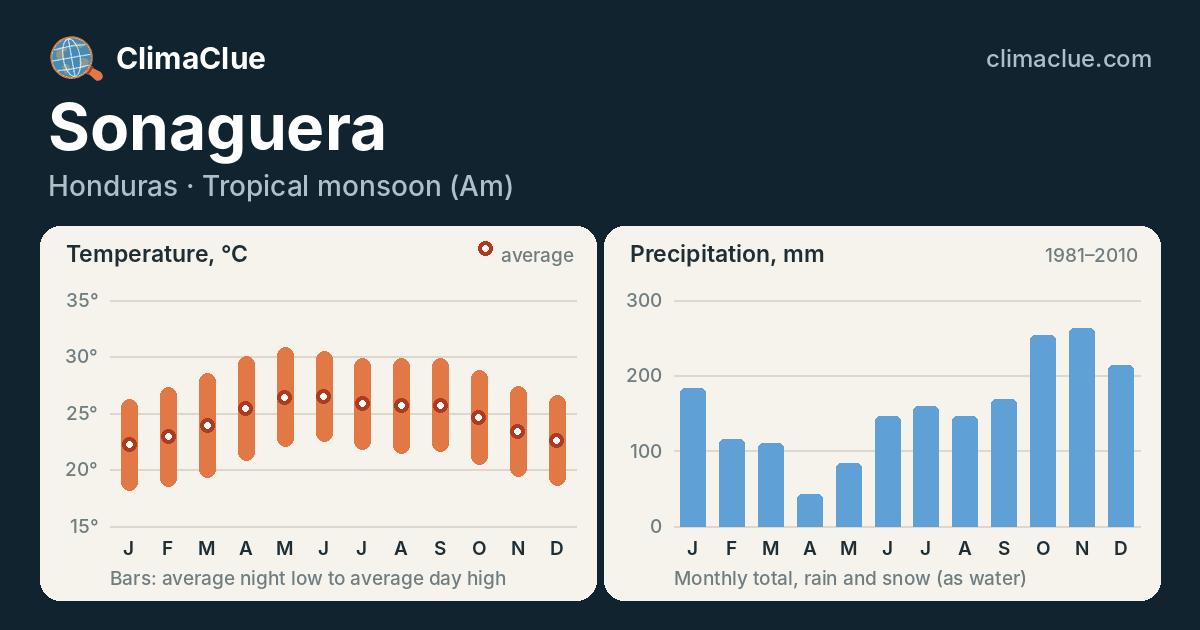 ClimaClue
climaclue.com
Sonaguera
Honduras · Tropical monsoon (Am)
Temperature, °C
average
35°
30°
25°
20°
15°
J F M A M J J A S O N D
Bars: average night low to average day high
Precipitation, mm
1981–2010
300
200
100
0
J F M A M J J A S O N D
Monthly total, rain and snow (as water)